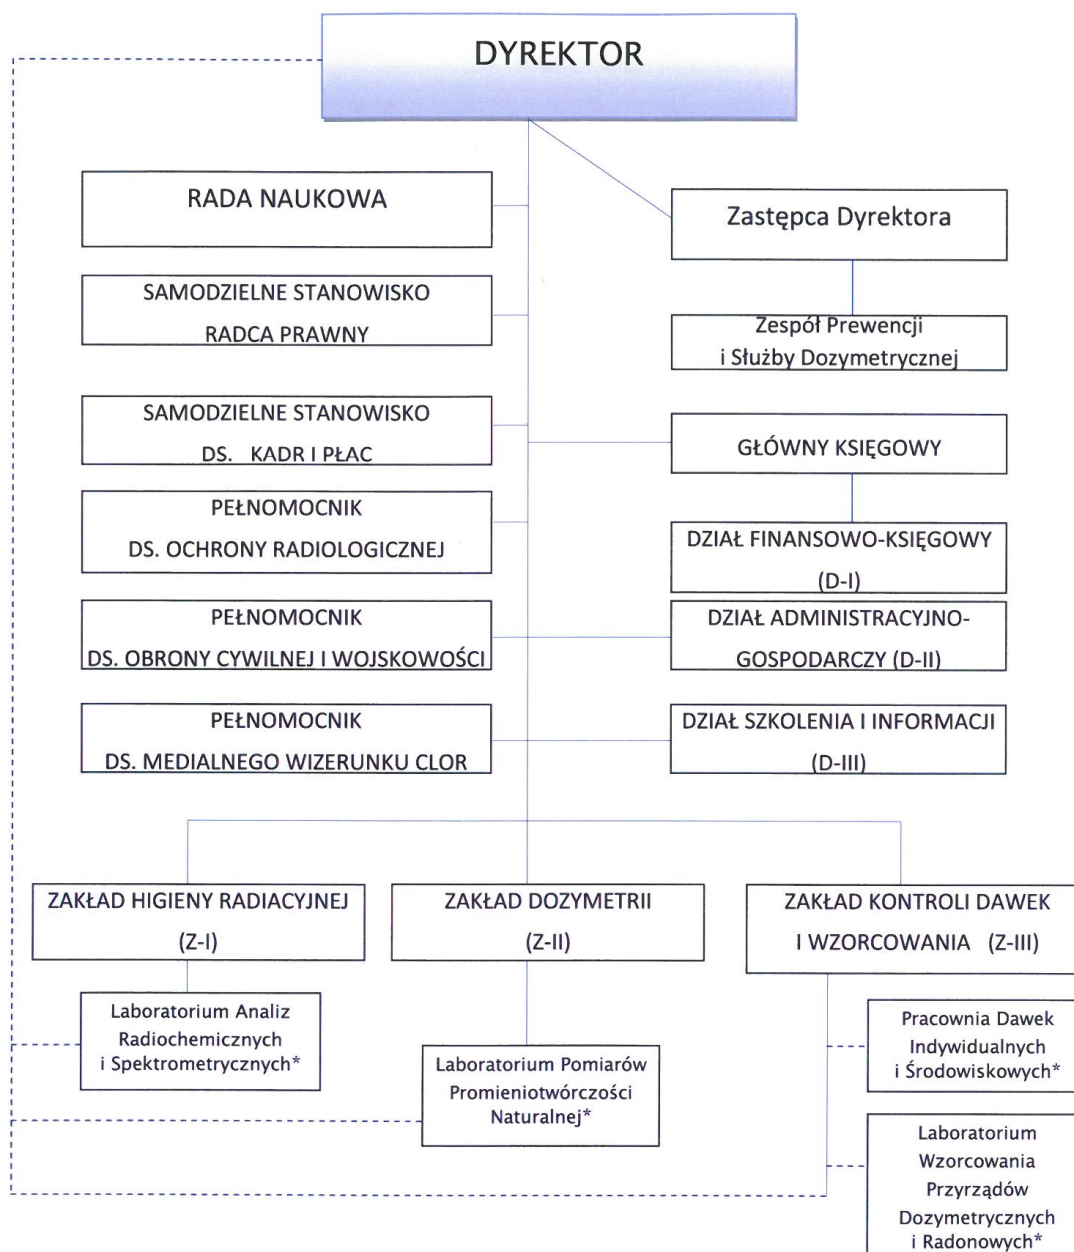 DYREKTOR
RADA NAUKOWA
Zastępca Dyrektora
SAMODZIELNE STANOWISKO
RADCA PRAWNY
Zespół Prewencji
i Służby Dozymetrycznej
SAMODZIELNE STANOWISKO
DS. KADR I PŁAC
GŁÓWNY KSIĘGOWY
PEŁNOMOCNIK
DS. OCHRONY RADIOLOGICZNEJ
DZIAŁ FINANSOWO-KSIĘGOWY
(D-I)
PEŁNOMOCNIK
DS. OBRONY CYWILNEJ I WOJSKOWOŚCI
DZIAŁ ADMINISTRACYJNO-
GOSPODARCZY (D-II)
PEŁNOMOCNIK
DS. MEDIALNEGO WIZERUNKU CLOR
DZIAŁ SZKOLENIA I INFORMACJI
(D-III)
ZAKŁAD HIGIENY RADIACYJNEJ
(Z-I)
ZAKŁAD DOZYMETRII
(Z-II)
ZAKŁAD KONTROLI DAWEK
I WZORCOWANIA (Z-III)
Laboratorium Analiz
Radiochemicznych
i Spektrometrycznych*
Laboratorium Pomiarów
Promieniotwórczości
Naturalnej*
Pracownia Dawek
Indywidualnych
i Środowiskowych*
Laboratorium
Wzorcowania
Przyrządów
Dozymetrycznych
i Radonowych*